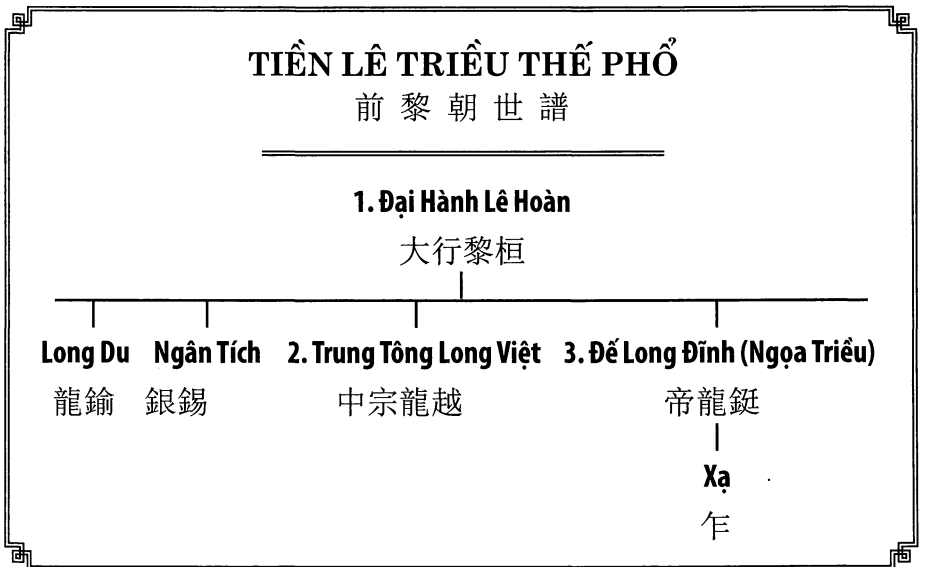 TIỀN LÊ TRIỀU THẾ PHỔ
前黎朝世譜
1. Đại Hành Lê Hoàn
大行黎桓
Long Du Ngân Tích 2. Trung Tông Long Việt 3. Đế Long Đĩnh (Ngọa Triều)
龍鍮 銀錫 中宗龍越 帝龍鋌
Xạ
乍